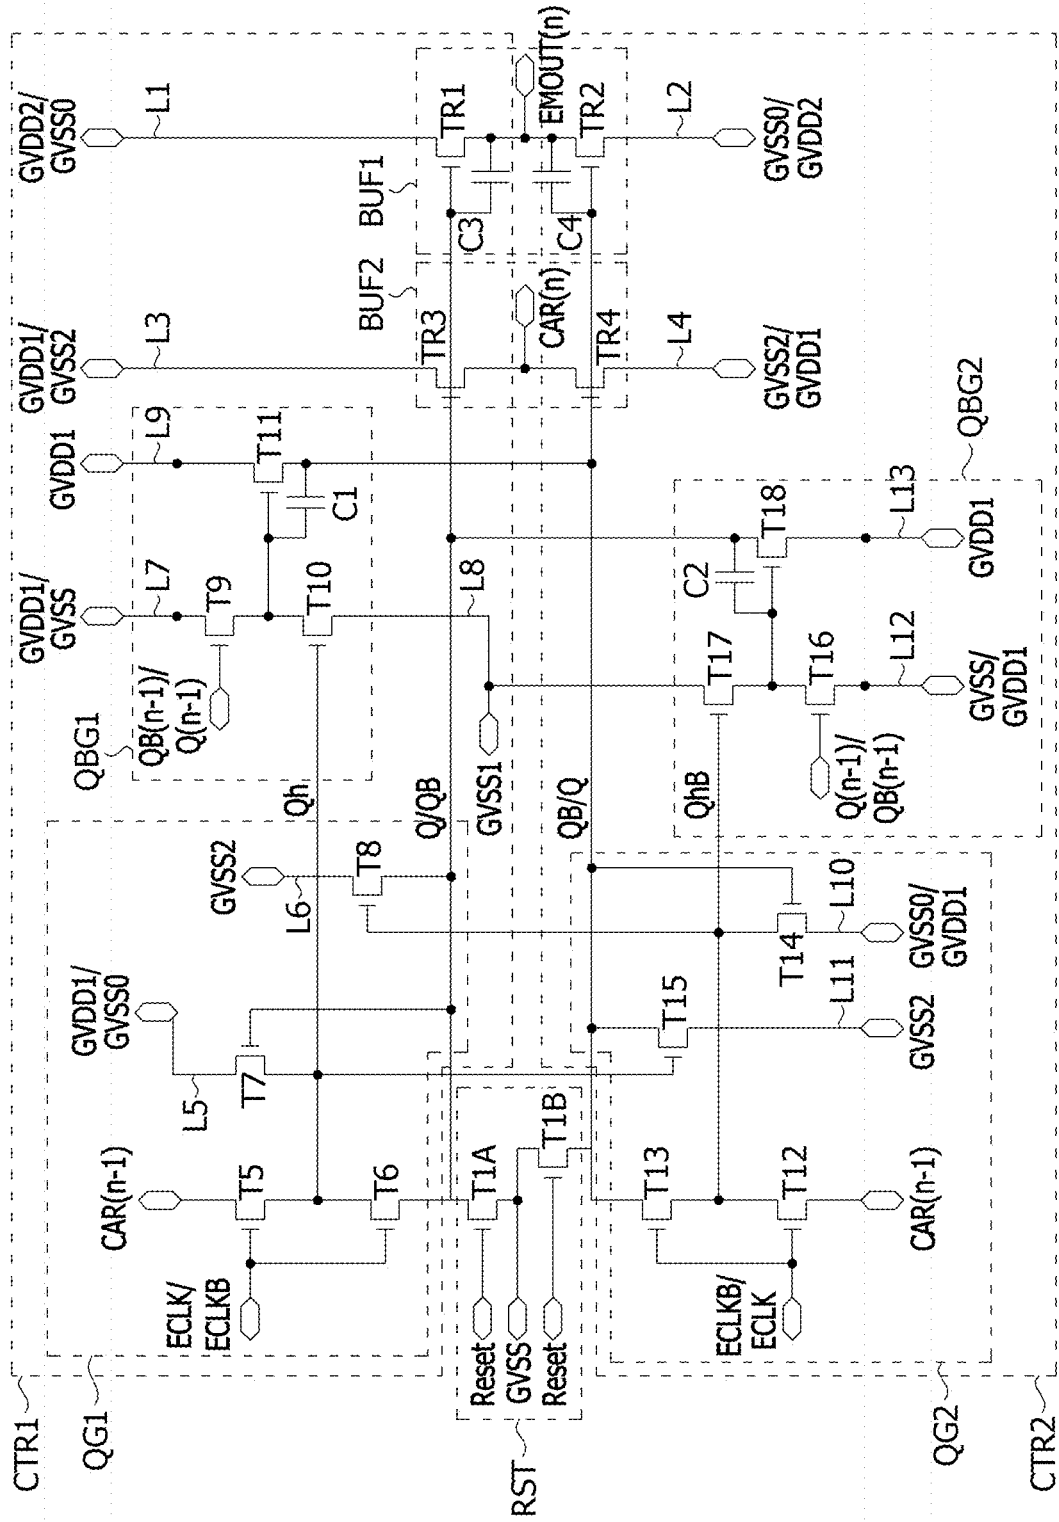 GVDD2/
GVSS0
L1
GVDD1/
GVSS2
L3
GVDD1
L9
GVDD1/
GVSS
L7
BUF1
TR1
C3
EMOUT(n)
C4
TR2
L2
GVSS0/
GVDD2
BUF2
TR3
CAR(n)
TR4
L4
GVSS2/
GVDD1
T11
C1
T9
T10
L8
QB(n-1)/
Q(n-1)
QBG1
QBG2
T18
C2
L13
GVDD1
T17
T16
L12
GVSS/
GVDD1
Q(n-1)/
QB(n-1)
Qh
Q/QB
GVSS1
QB/Q
QhB
GVSS2
L6
T8
GVDD1/
GVSS0
L5
T7
T14
L10
GVSS0/
GVDD1
T15
L11
GVSS2
CAR(n-1)
T5
T6
T1A
T1B
T13
T12
CAR(n-1)
ECLK/
ECLKB
Reset
GVSS
Reset
ECLKB/
ECLK
CTR1
QG1
RST
QG2
CTR2